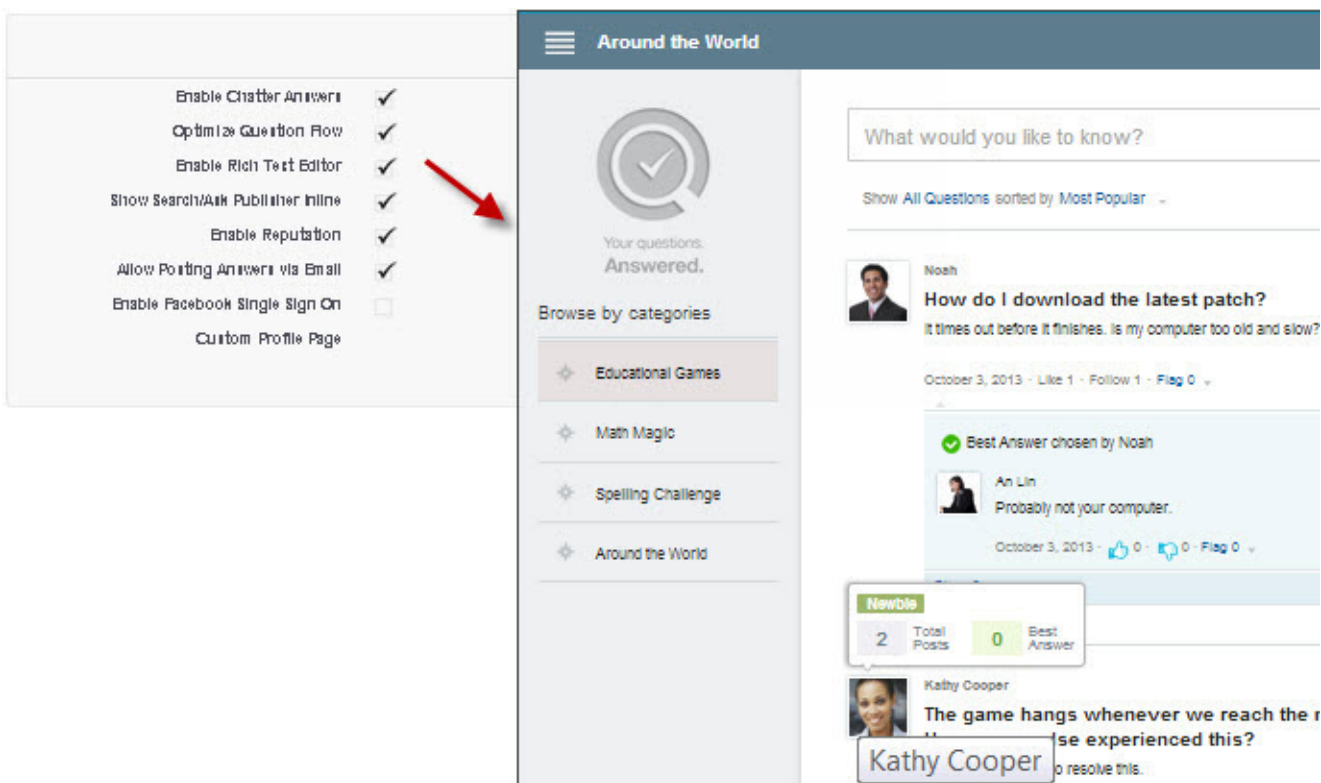 Enable Chatter Answers
Optimize Question Flow
Enable Rich Text Editor
Show Search/Ask Publisher Inline
Enable Reputation
Allow Posting Answers via Email
Enable Facebook Single Sign On
Custom Profile Page
Around the World
Your questions.
Answered.
Browse by categories
Educational Games
Math Magic
Spelling Challenge
Around the World
What would you like to know?
Show All Questions sorted by Most Popular
Noah
How do I download the latest patch?
It times out before it finishes. Is my computer too old and slow?
October 3, 2013 · Like 1 · Follow 1 · Flag 0
Best Answer chosen by Noah
An Lin
Probably not your computer.
October 3, 2013 · 0 · 0 · Flag 0
Newbie
2 Total Posts 0 Best Answer
Kathy Cooper
The game hangs whenever we reach the
experienced this?
Kathy Cooper
o resolve this.